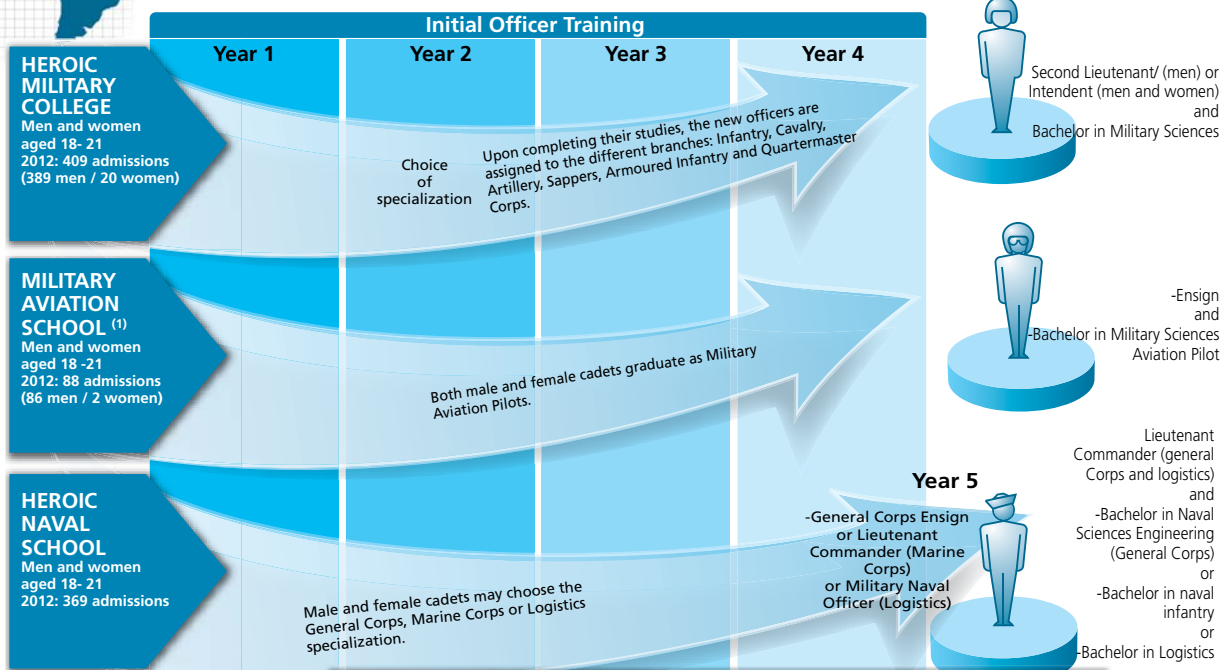 Initial Officer Training
Year 1
Year 2
Year 3
Year 4
HEROIC
MILITARY
COLLEGE
Men and women
aged 18- 21
2012: 409 admissions
(389 men / 20 women)
Choice
of
specialization
Upon completing their studies, the new officers are
assigned to the different branches: Infantry, Cavalry,
Artillery, Sappers, Armoured Infantry and Quartermaster
Corps.
Second Lieutenant/ (men) or
Intendent (men and women)
and
Bachelor in Military Sciences
MILITARY
AVIATION
SCHOOL (1)
Men and women
aged 18 -21
2012: 88 admissions
(86 men / 2 women)
Both male and female cadets graduate as Military
Aviation Pilots.
-Ensign
and
-Bachelor in Military Sciences
Aviation Pilot
HEROIC
NAVAL
SCHOOL
Men and women
aged 18- 21
2012: 369 admissions
Male and female cadets may choose the
General Corps, Marine Corps or Logistics
specialization.
Year 5
-General Corps Ensign
or Lieutenant
Commander (Marine
Corps)
or Military Naval
Officer (Logistics)
Lieutenant
Commander (general
Corps and logistics)
and
-Bachelor in Naval
Sciences Engineering
(General Corps)
or
-Bachelor in naval
infantry
or
-Bachelor in Logistics